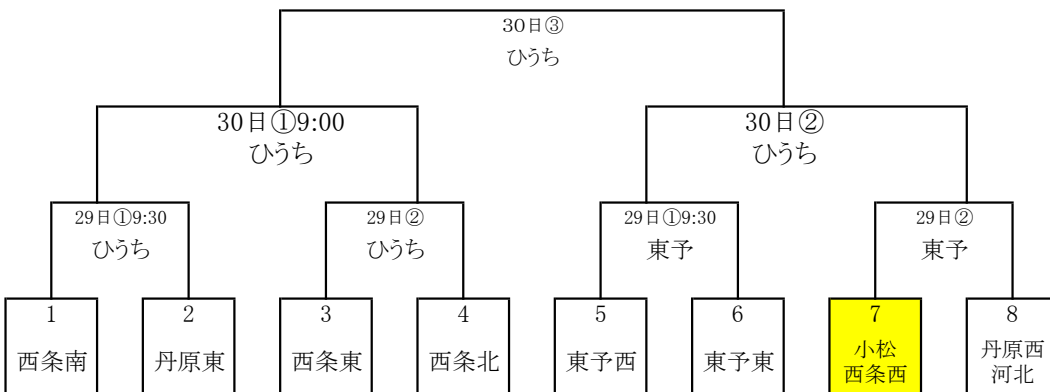 30日③
ひうち
30日①9:00
ひうち
30日②
ひうち
29日①9:30
ひうち
29日②
ひうち
29日①9:30
東予
29日②
東予
1
西条南
2
丹原東
3
西条東
4
西条北
5
東予西
6
東予東
7
小松
西条西
8
丹原西
河北